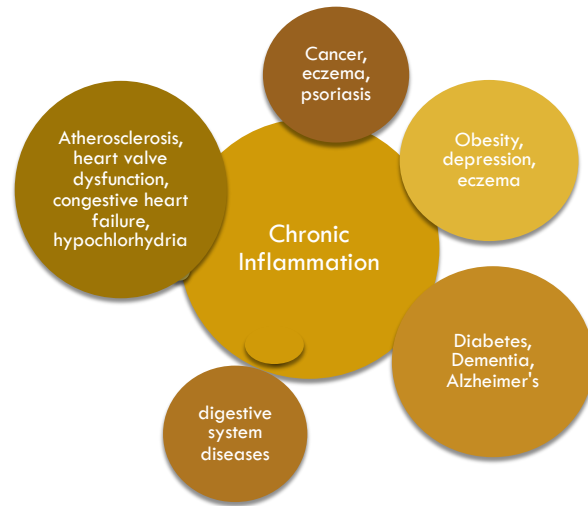 Cancer,
eczema,
psoriasis
Atherosclerosis,
heart valve
dysfunction,
congestive heart
failure,
hypochlorhydria
Obesity,
depression,
eczema
Chronic
Inflammation
Diabetes,
Dementia,
Alzheimer's
digestive
system
diseases